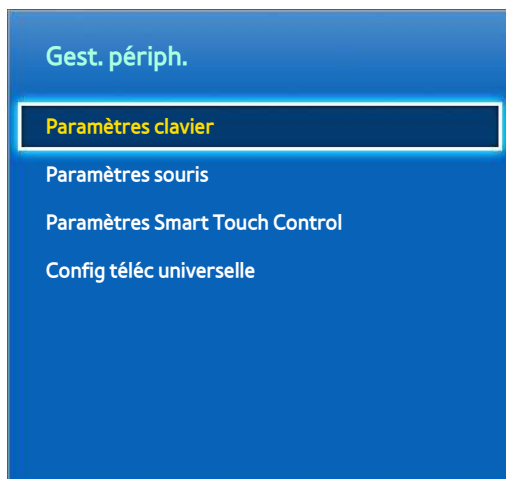 Gest. périph.
Paramètres clavier
Paramètres souris
Paramètres Smart Touch Control
Config téléc universelle